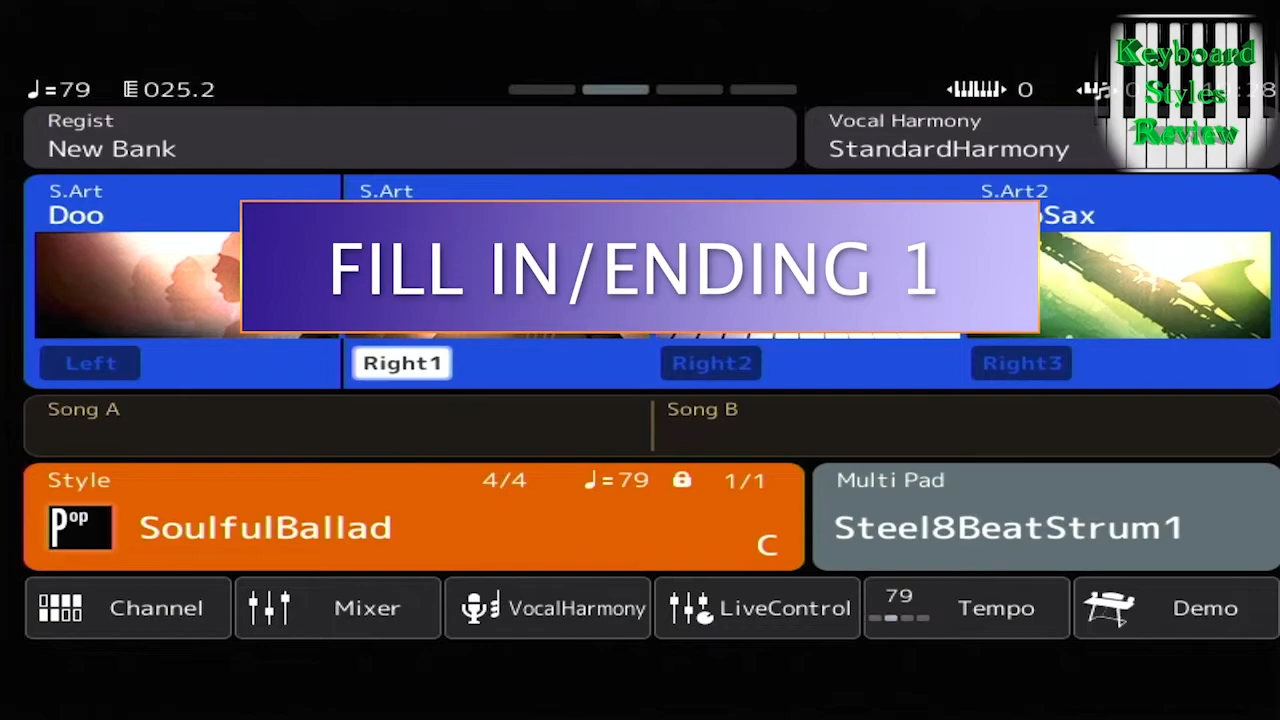 ♩=79 025.2
0
Keyboard
Styles
Review
Regist
New Bank
Vocal Harmony
StandardHarmony
S.Art
Doo
S.Art
S.Art2
Sax
FILL IN/ENDING 1
Left
Right1
Right2
Right3
Song A
Song B
Style 4/4 ♩=79 1/1
Pop
SoulfulBallad
C
Multi Pad
Steel8BeatStrum1
Channel
Mixer
VocalHarmony
LiveControl
79
Tempo
Demo